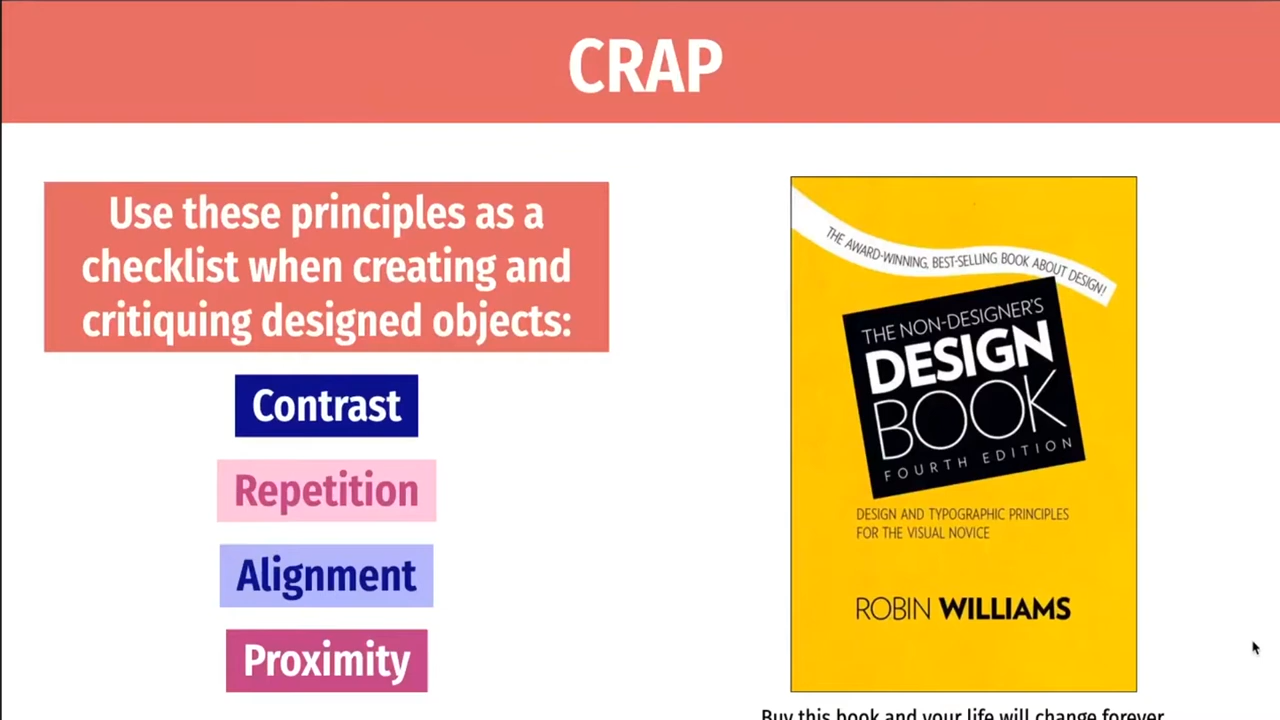 CRAP
Use these principles as a
checklist when creating and
critiquing designed objects:
Contrast
Repetition
Alignment
Proximity
THE AWARD-WINNING, BEST-SELLING BOOK ABOUT DESIGN!
THE NON-DESIGNER'S
DESIGN
BOOK
FOURTH EDITION
DESIGN AND TYPOGRAPHIC PRINCIPLES
FOR THE VISUAL NOVICE
ROBIN WILLIAMS
Buy this book and your life will change forever